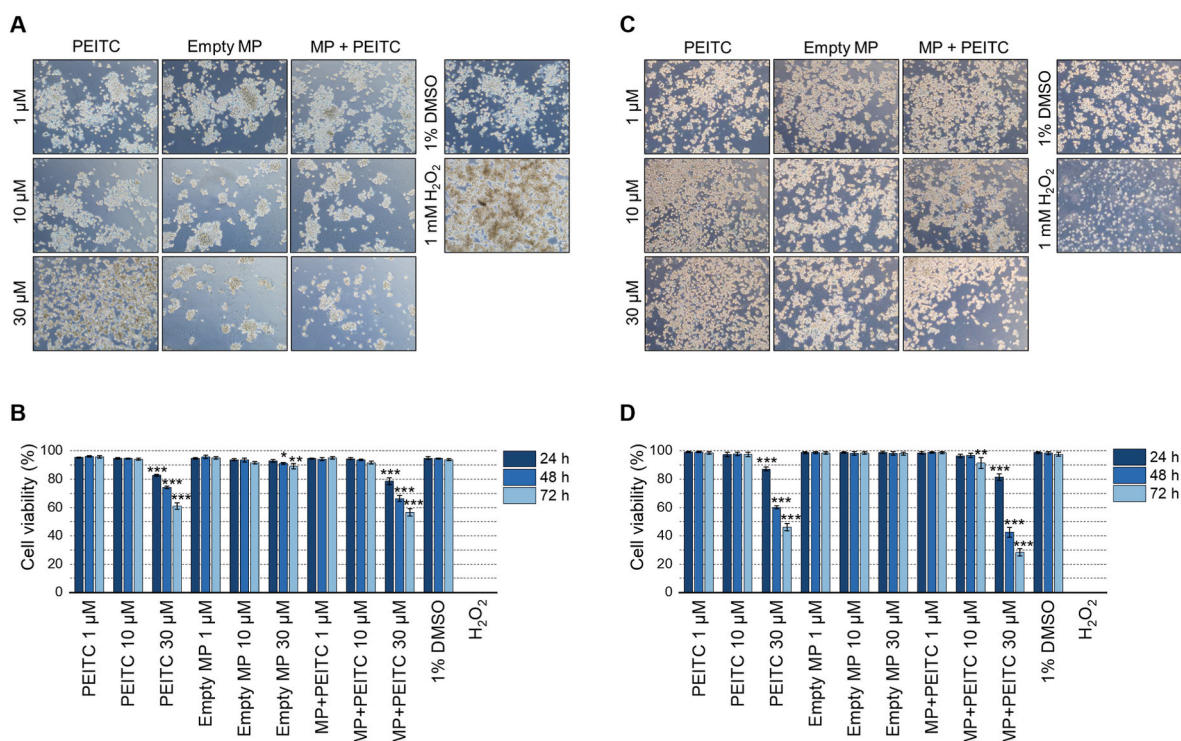 A
PEITC Empty MP MP + PEITC
1 µM
10 µM
30 µM
1% DMSO
1 mM H₂O₂
C
PEITC Empty MP MP + PEITC
1 µM
10 µM
30 µM
1% DMSO
1 mM H₂O₂
B
Cell viability (%)
100
80
60
40
20
0
***
***
***
*
**
***
***
***
24 h
48 h
72 h
PEITC 1 µM
PEITC 10 µM
PEITC 30 µM
Empty MP 1 µM
Empty MP 10 µM
Empty MP 30 µM
MP+PEITC 1 µM
MP+PEITC 10 µM
MP+PEITC 30 µM
1% DMSO
H₂O₂
D
Cell viability (%)
100
80
60
40
20
0
***
***
***
**
***
***
***
24 h
48 h
72 h
PEITC 1 µM
PEITC 10 µM
PEITC 30 µM
Empty MP 1 µM
Empty MP 10 µM
Empty MP 30 µM
MP+PEITC 1 µM
MP+PEITC 10 µM
MP+PEITC 30 µM
1% DMSO
H₂O₂